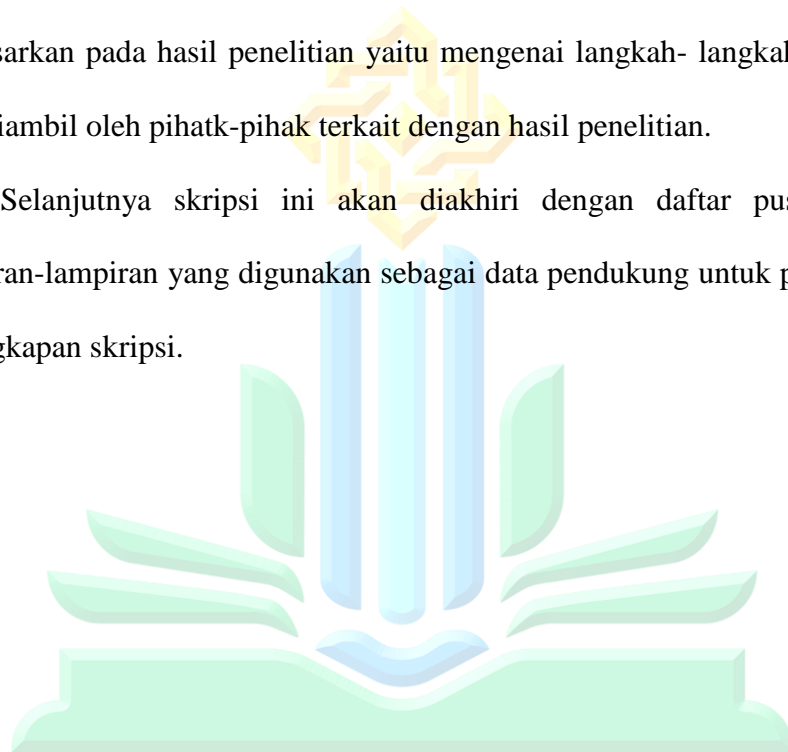 sarkan pada hasil penelitian yaitu mengenai langkah- langkah
iambil oleh pihatk-pihak terkait dengan hasil penelitian.
Selanjutnya skripsi ini akan diakhiri dengan daftar pus
ran-lampiran yang digunakan sebagai data pendukung untuk p
gkapan skripsi.